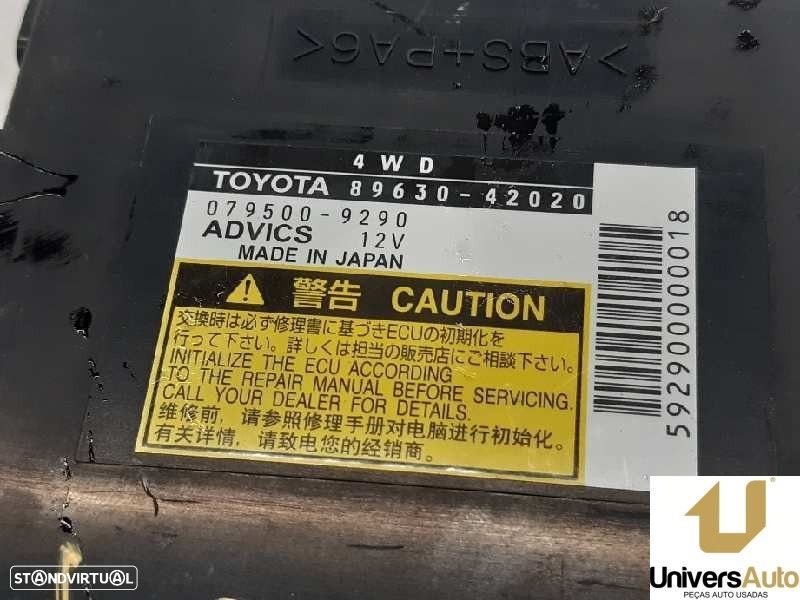 >ABS+PA6<
4WD
TOYOTA 89630-42020
079500-9290
ADVICS 12V
MADE IN JAPAN
警告 CAUTION
交換時は必ず修理書に基づきECUの初期化を
行って下さい。詳しくは担当の販売店にご相談下さい。
INITIALIZE THE ECU ACCORDING
TO THE REPAIR MANUAL BEFORE SERVICING.
CALL YOUR DEALER FOR DETAILS.
维修前，请参照修理手册对电脑进行初始化。
有关详情，请致电您的经销商。
59290000000018
UniversAuto
PEÇAS AUTO USADAS
STANDVIRTUAL